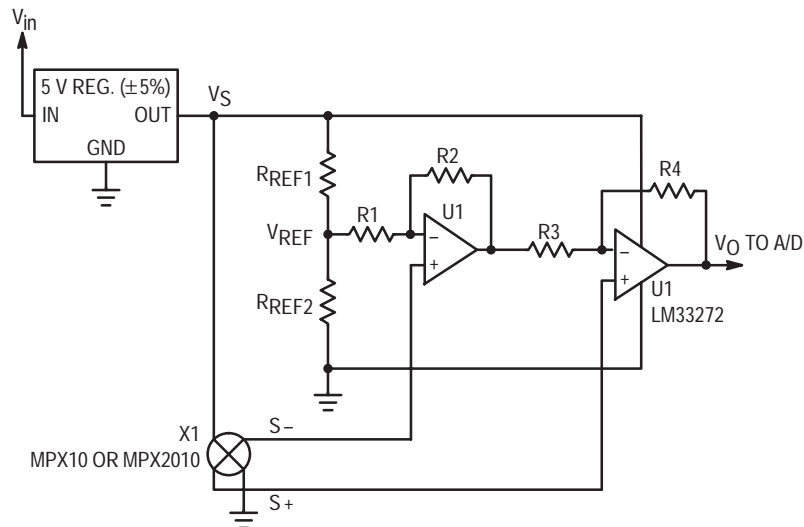 Vin
5 V REG. (±5%)
IN
OUT
GND
VS
RREF1
VREF
RREF2
R1
R2
U1
−
+
R3
R4
−
+
U1
LM33272
VO TO A/D
X1
MPX10 OR MPX2010
S−
S+